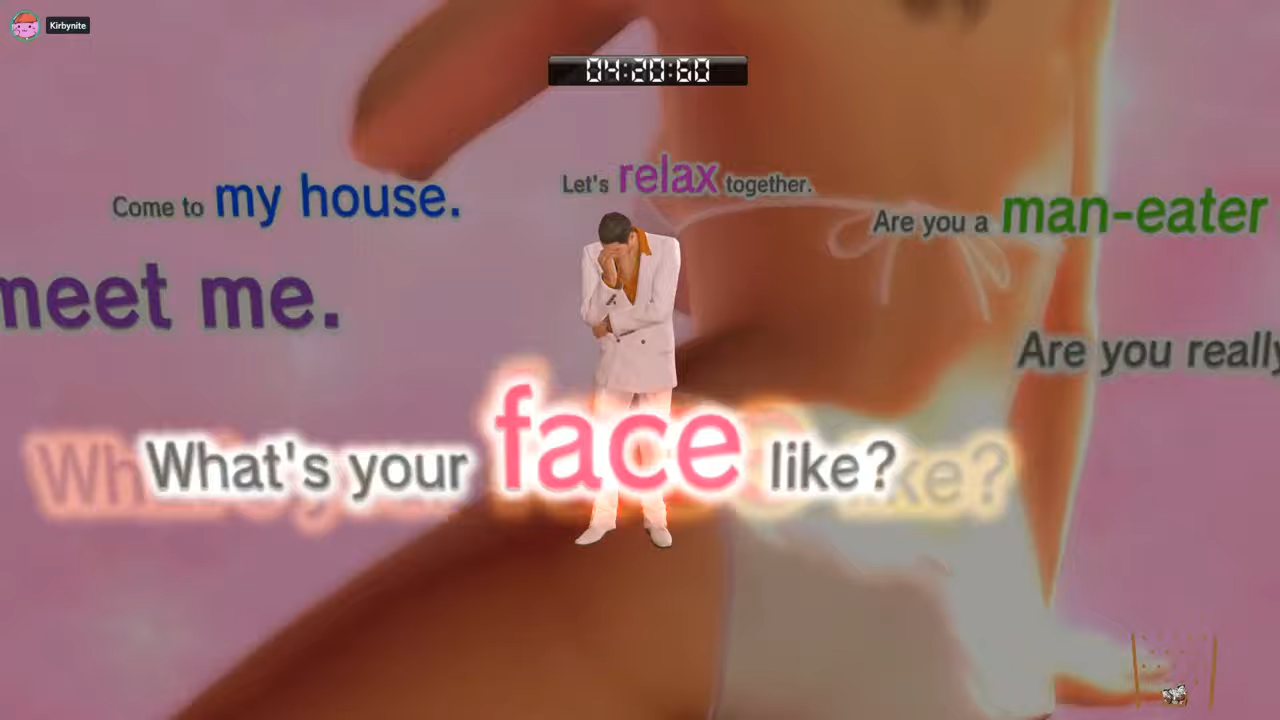 Kirbynite
04:20:60
Let's relax together.
Come to my house.
Are you a man-eater
meet me.
Are you really
What's your face like?